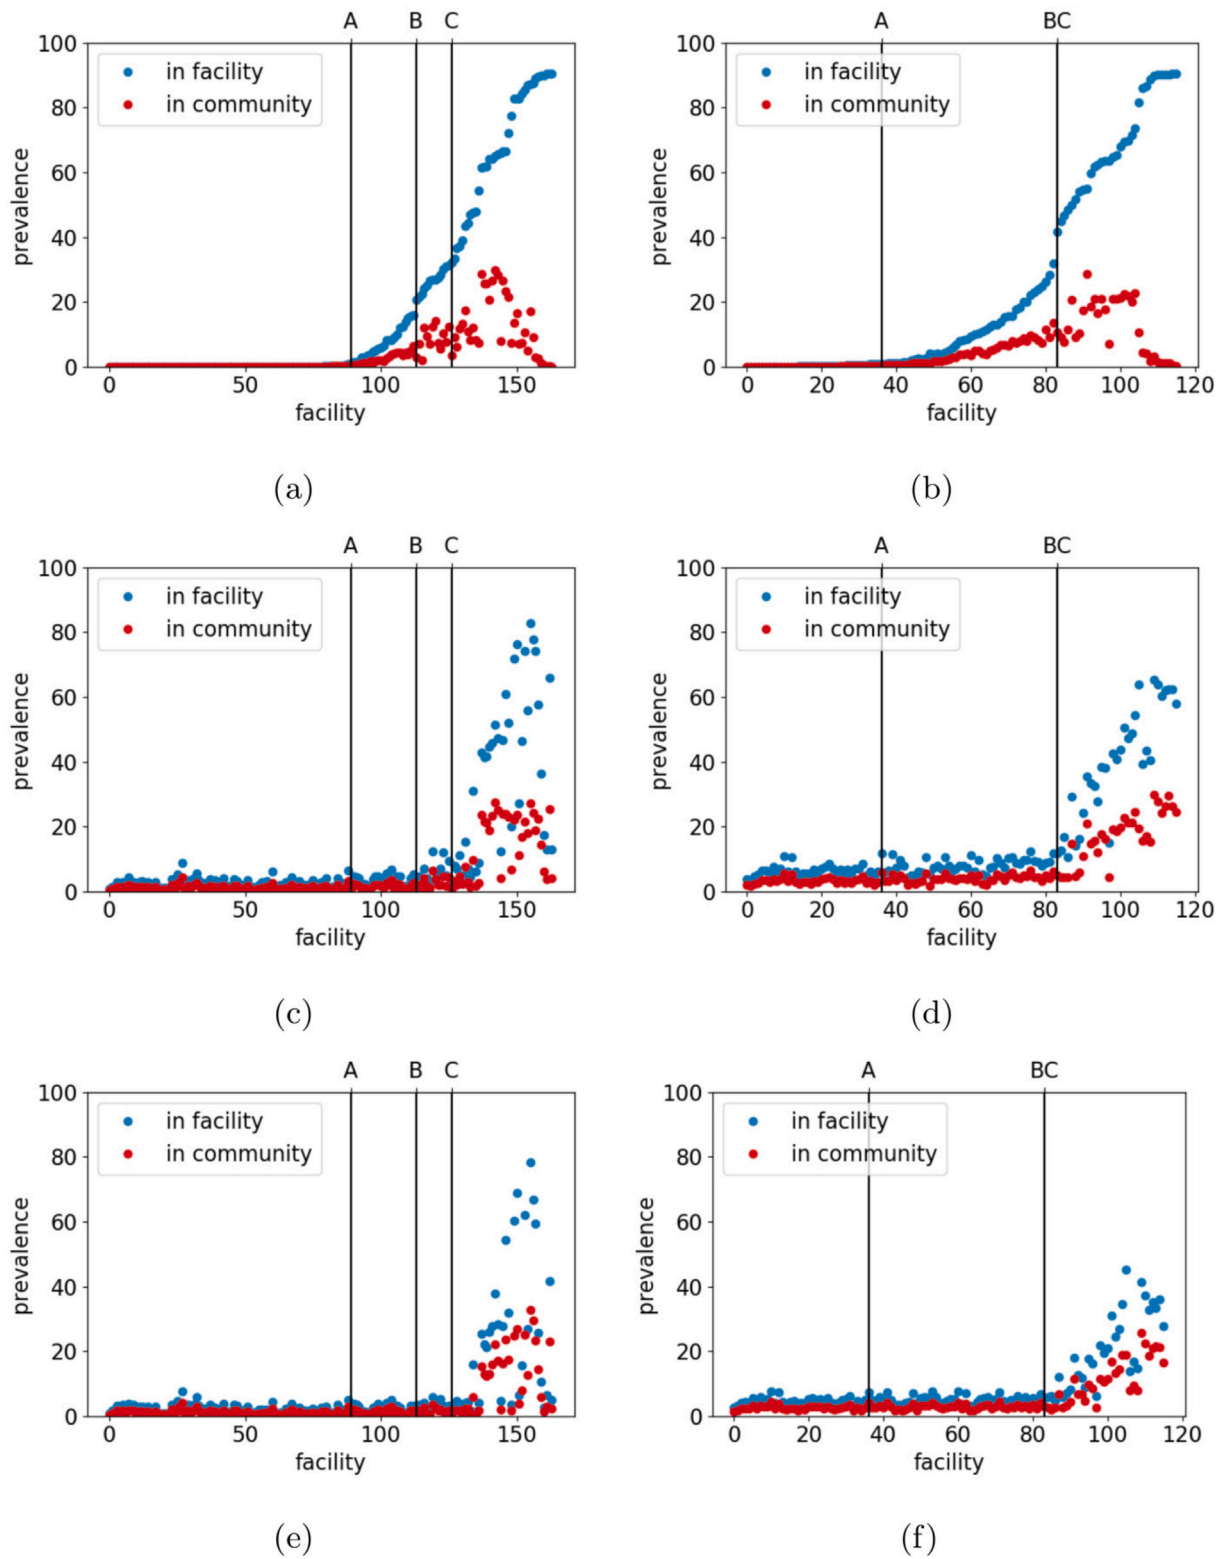 A B C
100
80
60
40
20
0
prevalence
in facility
in community
0 50 100 150
facility
(a)
A BC
100
80
60
40
20
0
prevalence
in facility
in community
0 20 40 60 80 100 120
facility
(b)
A B C
100
80
60
40
20
0
prevalence
in facility
in community
0 50 100 150
facility
(c)
A BC
100
80
60
40
20
0
prevalence
in facility
in community
0 20 40 60 80 100 120
facility
(d)
A B C
100
80
60
40
20
0
prevalence
in facility
in community
0 50 100 150
facility
(e)
A BC
100
80
60
40
20
0
prevalence
in facility
in community
0 20 40 60 80 100 120
facility
(f)